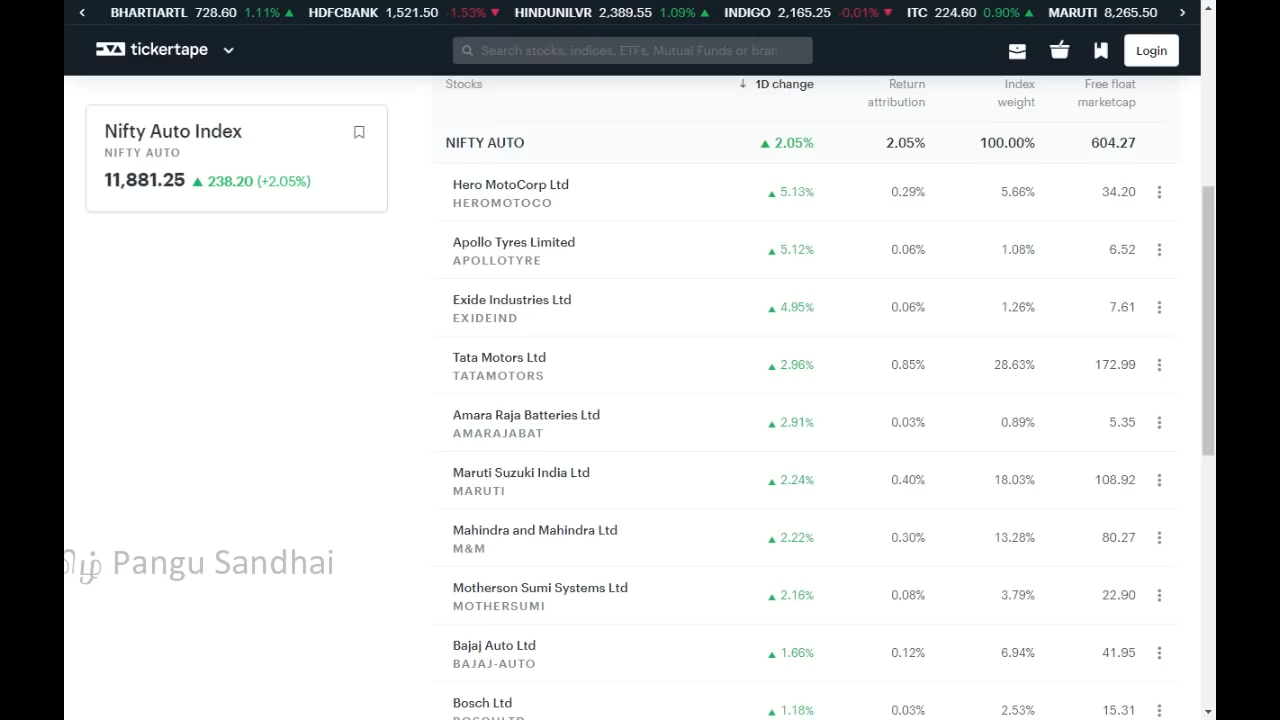 BHARTIARTL 728.60 1.11% ▲ HDFCBANK 1,521.50 -1.53% ▼ HINDUNILVR 2,389.55 1.09% ▲ INDIGO 2,165.25 -0.01% ▼ ITC 224.60 0.90% ▲ MARUTI 8,265.50
tickertape Search stocks, indices, ETFs, Mutual Funds or bran Login
Nifty Auto Index
NIFTY AUTO
11,881.25 ▲ 238.20 (+2.05%)
Stocks ↓ 1D change Return attribution Index weight Free float marketcap
NIFTY AUTO ▲ 2.05% 2.05% 100.00% 604.27
Hero MotoCorp Ltd
HEROMOTOCO ▲ 5.13% 0.29% 5.66% 34.20
Apollo Tyres Limited
APOLLOTYRE ▲ 5.12% 0.06% 1.08% 6.52
Exide Industries Ltd
EXIDEIND ▲ 4.95% 0.06% 1.26% 7.61
Tata Motors Ltd
TATAMOTORS ▲ 2.96% 0.85% 28.63% 172.99
Amara Raja Batteries Ltd
AMARAJABAT ▲ 2.91% 0.03% 0.89% 5.35
Maruti Suzuki India Ltd
MARUTI ▲ 2.24% 0.40% 18.03% 108.92
Mahindra and Mahindra Ltd
M&M ▲ 2.22% 0.30% 13.28% 80.27
Motherson Sumi Systems Ltd
MOTHERSUMI ▲ 2.16% 0.08% 3.79% 22.90
Bajaj Auto Ltd
BAJAJ-AUTO ▲ 1.66% 0.12% 6.94% 41.95
Bosch Ltd
BOSCHLTD ▲ 1.18% 0.03% 2.53% 15.31
Pangu Sandhai